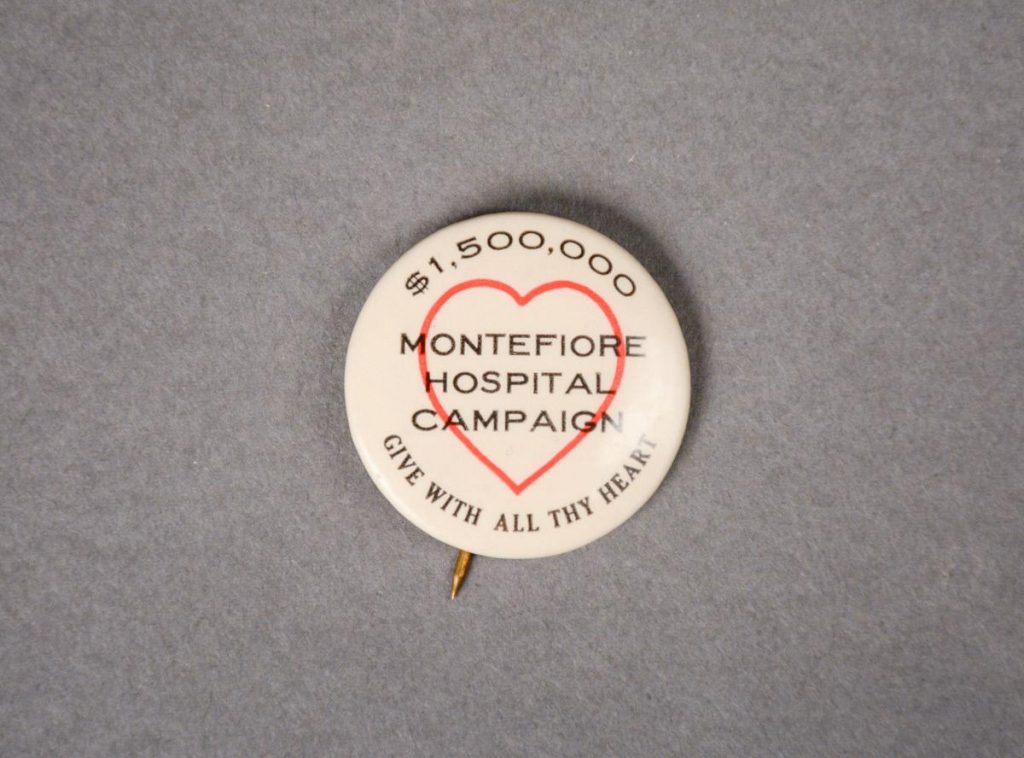 $1,500,000
MONTEFIORE
HOSPITAL
CAMPAIGN
GIVE WITH ALL THY HEART